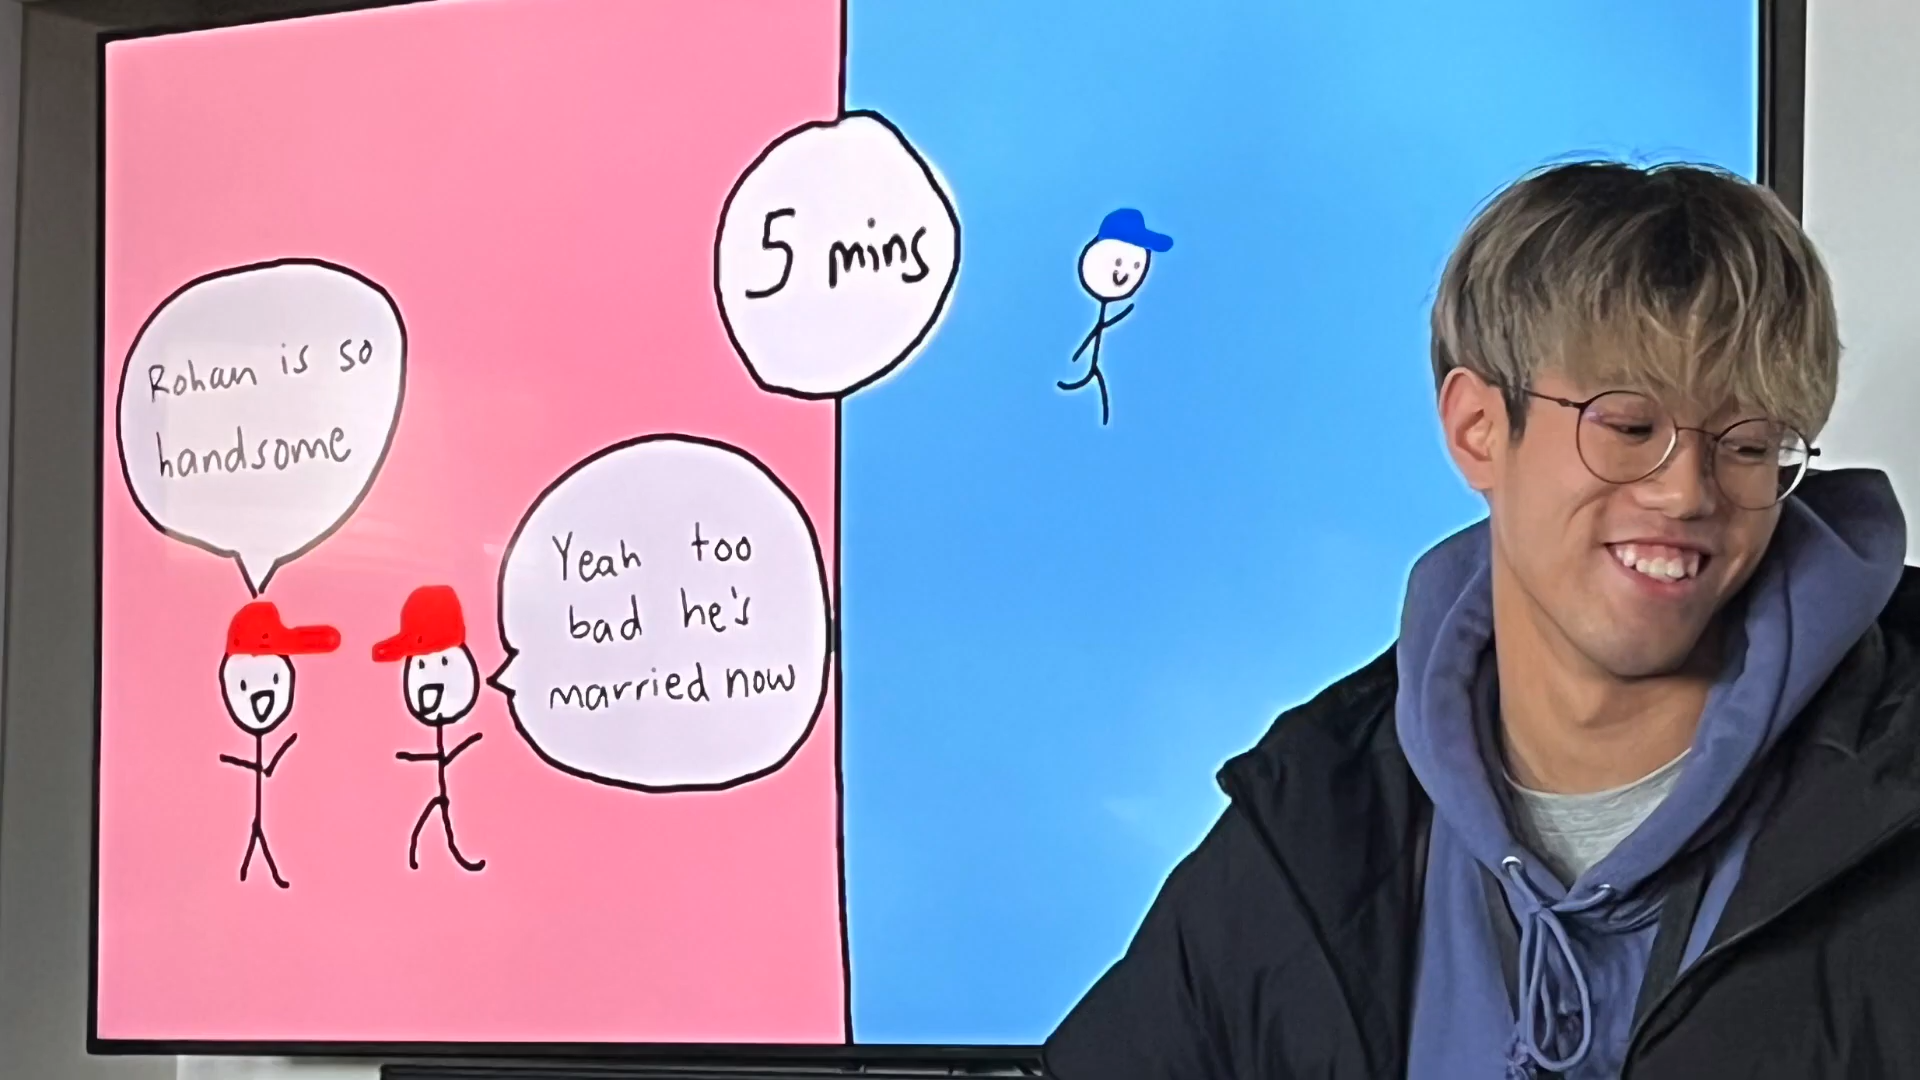 5 mins
Rohan is so
handsome
Yeah too
bad he's
married now